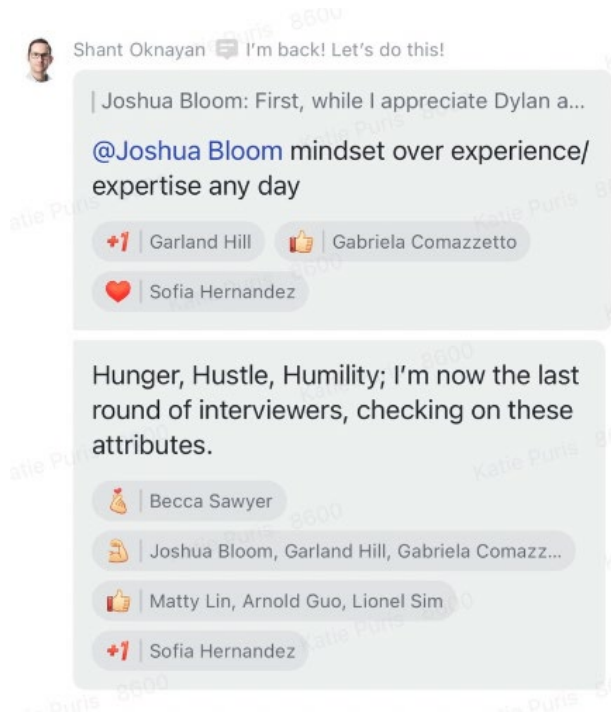 Shant Oknayan I'm back! Let's do this!
Joshua Bloom: First, while I appreciate Dylan a...
@Joshua Bloom mindset over experience/
expertise any day
+1 | Garland Hill | Gabriela Comazzetto
Sofia Hernandez
Hunger, Hustle, Humility; I'm now the last
round of interviewers, checking on these
attributes.
Becca Sawyer
Joshua Bloom, Garland Hill, Gabriela Comazz...
Matty Lin, Arnold Guo, Lionel Sim
+1 | Sofia Hernandez
Katie Puris 8600